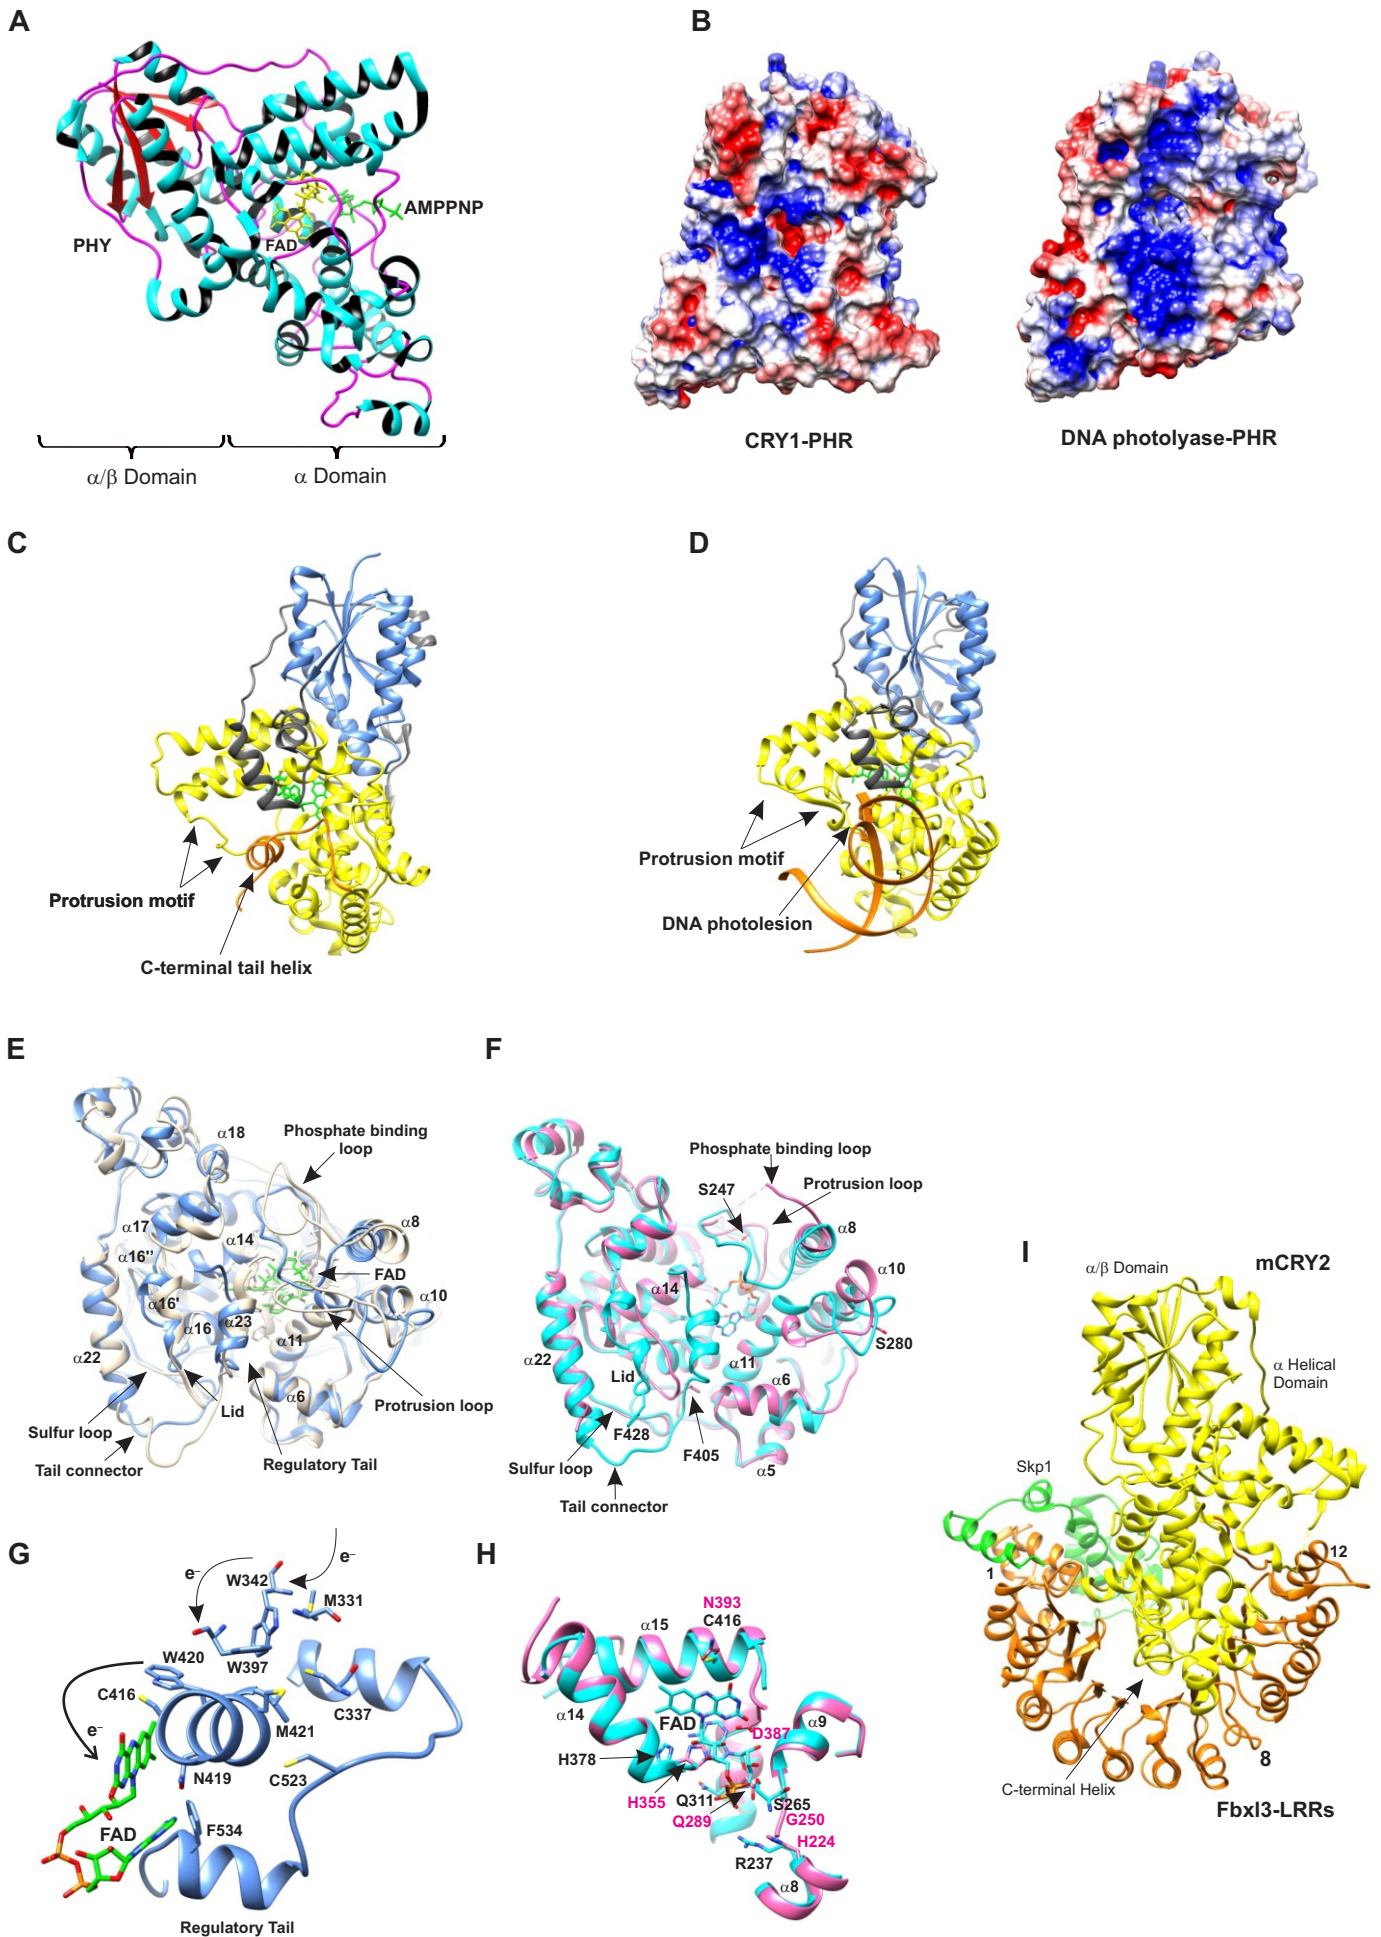 A
AMPPNP
PHY
FAD
α/β Domain
α Domain
B
CRY1-PHR
DNA photolyase-PHR
C
Protrusion motif
C-terminal tail helix
D
Protrusion motif
DNA photolesion
E
α18
Phosphate binding
loop
α17
α14
α8
α16''
FAD
α16'
α10
α16
α23
α11
α22
α6
Protrusion loop
Lid
Sulfur loop
Regulatory Tail
Tail connector
F
Phosphate binding loop
S247
Protrusion loop
α8
α10
α14
S280
α22
α11
Lid
α6
F428
F405
Sulfur loop
α5
Tail connector
G
e–
e–
W342
M331
W420
W397
C416
C337
M421
e–
N419
C523
FAD
F534
Regulatory Tail
H
N393
α15
C416
α14
FAD
D387
α9
H378
H355
Q311
S265
Q289
G250
H224
R237
α8
I
mCRY2
α/β Domain
α Helical
Domain
Skp1
1
12
8
C-terminal Helix
Fbxl3-LRRs